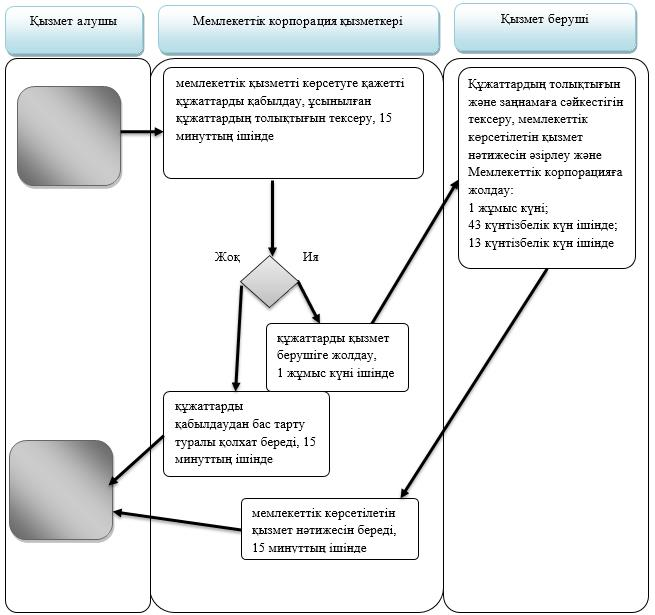 Қызмет алушы
Мемлекеттік корпорация қызметкері
Қызмет беруші
мемлекеттік қызметті көрсетуге қажетті
құжаттарды қабылдау, ұсынылған
құжаттардың толықтығын тексеру, 15
минуттың ішінде
Құжаттардың толықтығын
және заңнамаға сәйкестігін
тексеру, мемлекеттік
көрсетілетін қызмет
нәтижесін әзірлеу және
Мемлекеттік корпорацияға
жолдау:
1 жұмыс күні;
43 күнтізбелік күн ішінде;
13 күнтізбелік күн ішінде
Жоқ
Ия
құжаттарды қызмет
берушіге жолдау,
1 жұмыс күні ішінде
құжаттарды
қабылдаудан бас тарту
туралы қолхат береді, 15
минуттың ішінде
мемлекеттік көрсетілетін
қызмет нәтижесін береді,
15 минуттың ішінде